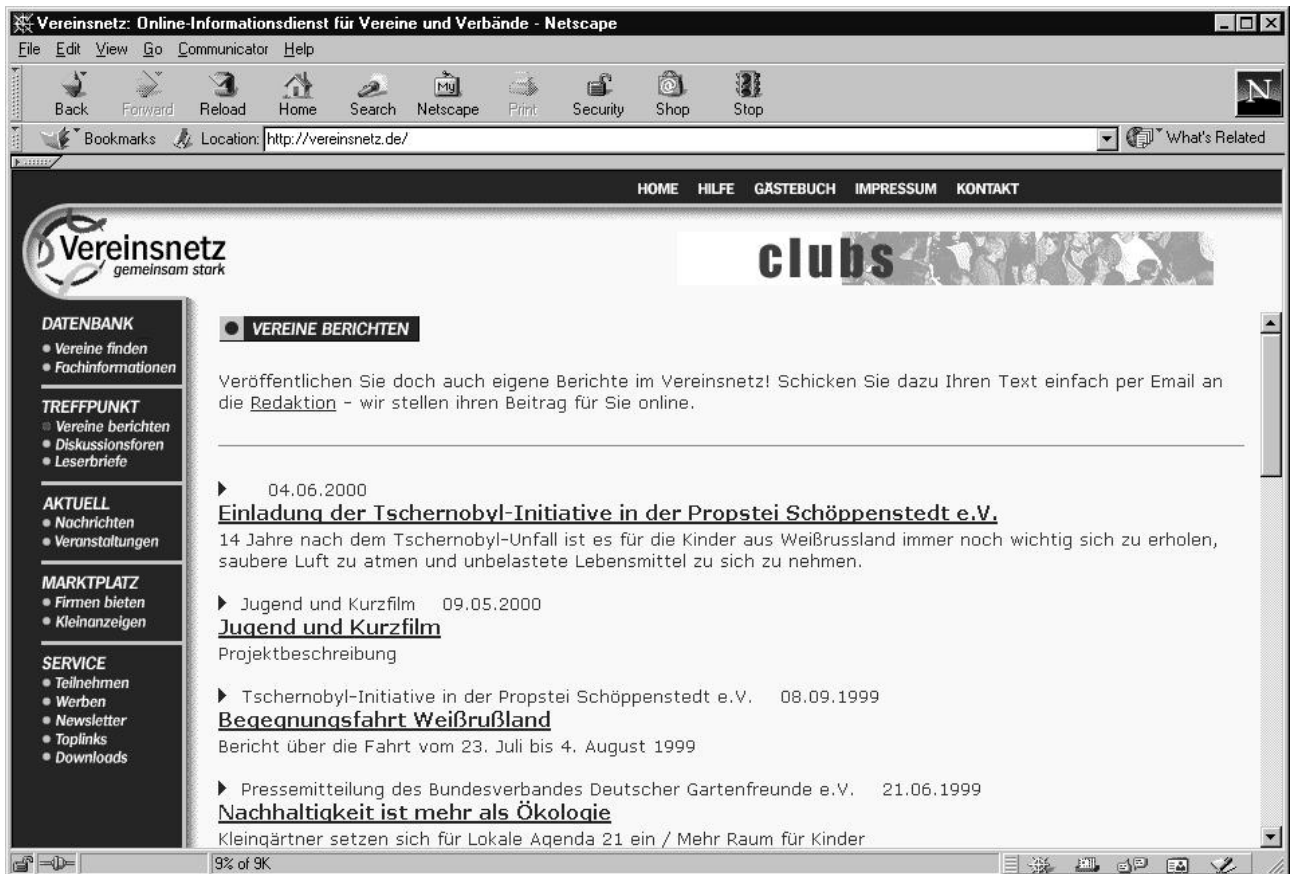 Vereinsnetz: Online-Informationsdienst für Vereine und Verbände - Netscape
File Edit View Go Communicator Help
Back Forward Reload Home Search Netscape Print Security Shop Stop
My
N
Bookmarks Location: http://vereinsnetz.de/ What's Related
HOME HILFE GÄSTEBUCH IMPRESSUM KONTAKT
Vereinsnetz
gemeinsam stark
clubs
DATENBANK
Vereine finden
Fachinformationen
TREFFPUNKT
Vereine berichten
Diskussionsforen
Leserbriefe
AKTUELL
Nachrichten
Veranstaltungen
MARKTPLATZ
Firmen bieten
Kleinanzeigen
SERVICE
Teilnehmen
Werben
Newsletter
Toplinks
Downloads
VEREINE BERICHTEN
Veröffentlichen Sie doch auch eigene Berichte im Vereinsnetz! Schicken Sie dazu Ihren Text einfach per Email an
die Redaktion - wir stellen ihren Beitrag für Sie online.
04.06.2000
Einladung der Tschernobyl-Initiative in der Propstei Schöppenstedt e.V.
14 Jahre nach dem Tschernobyl-Unfall ist es für die Kinder aus Weißrussland immer noch wichtig sich zu erholen,
saubere Luft zu atmen und unbelastete Lebensmittel zu sich zu nehmen.
Jugend und Kurzfilm 09.05.2000
Jugend und Kurzfilm
Projektbeschreibung
Tschernobyl-Initiative in der Propstei Schöppenstedt e.V. 08.09.1999
Begegnungsfahrt Weißrußland
Bericht über die Fahrt vom 23. Juli bis 4. August 1999
Pressemitteilung des Bundesverbandes Deutscher Gartenfreunde e.V. 21.06.1999
Nachhaltigkeit ist mehr als Ökologie
Kleingärtner setzen sich für Lokale Agenda 21 ein / Mehr Raum für Kinder
9% of 9K